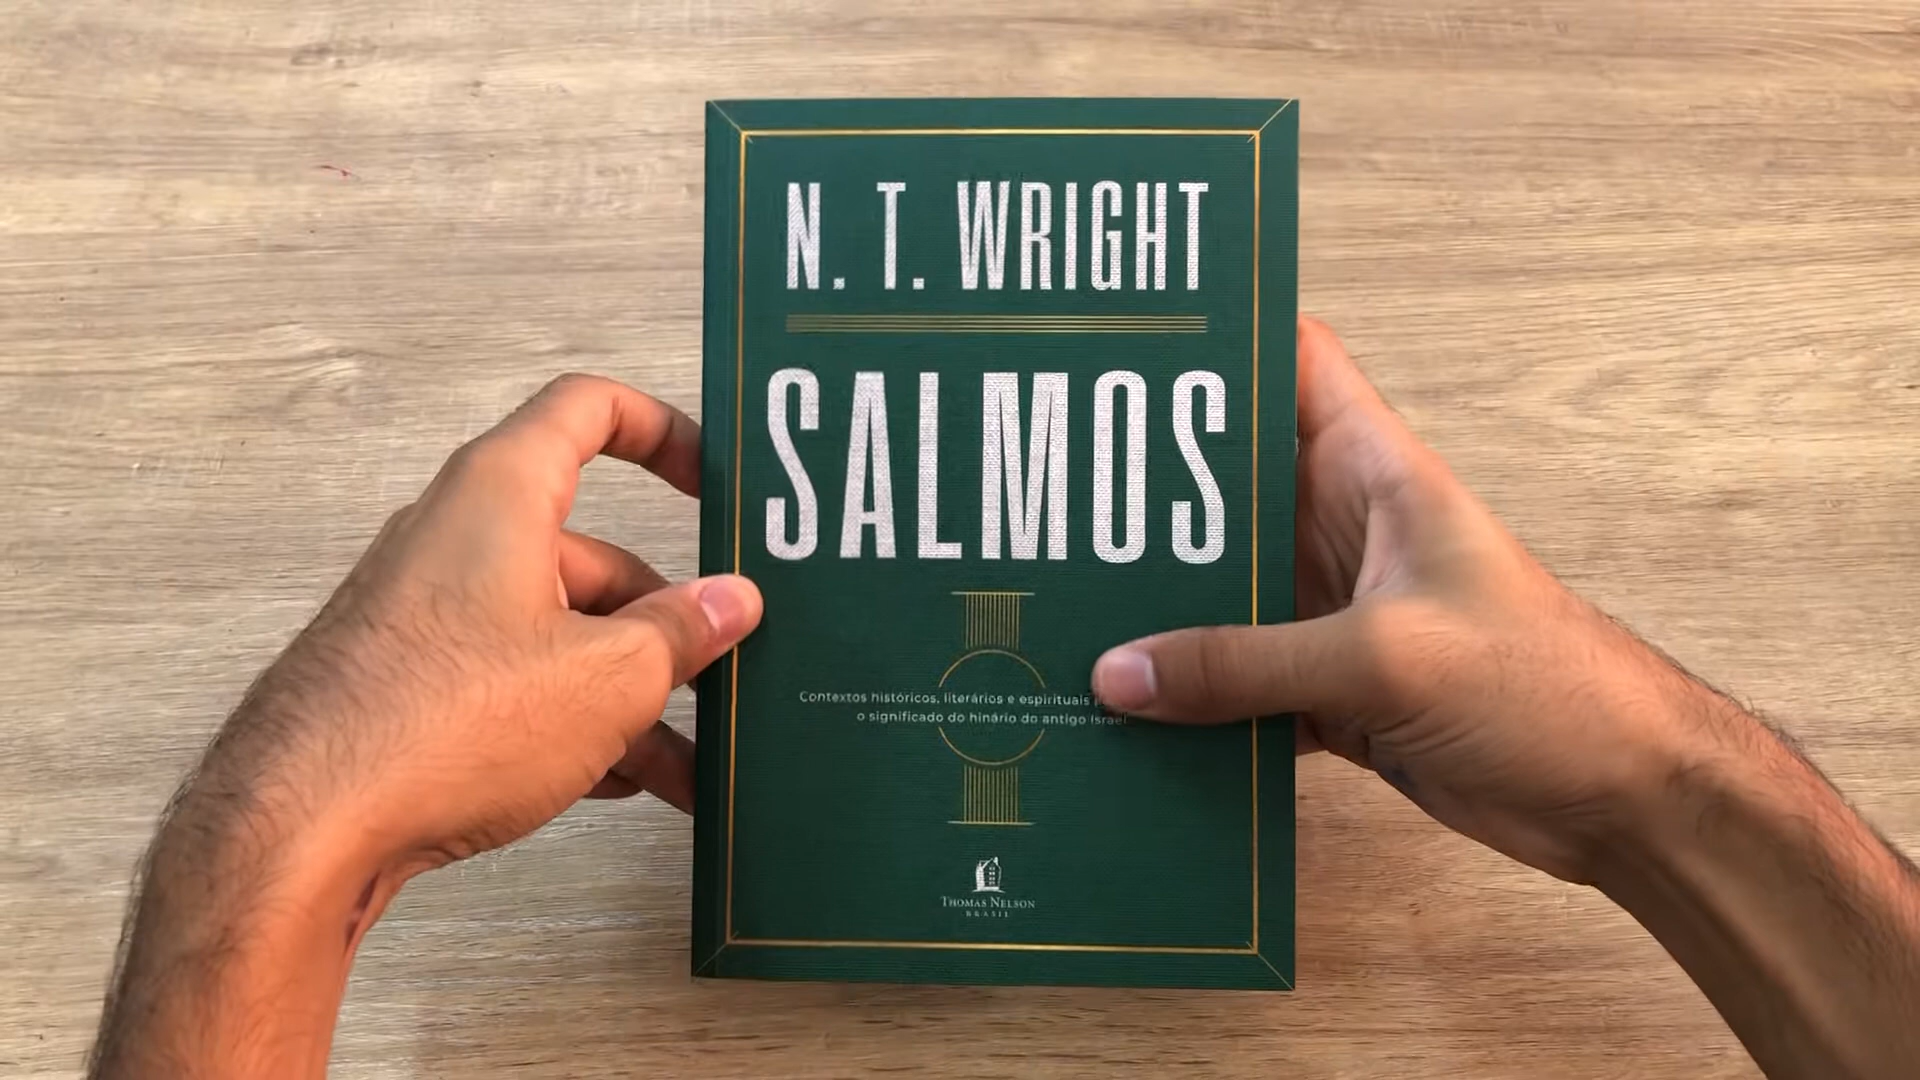 N. T. WRIGHT
SALMOS
Contextos históricos, literários e espirituais
o significado do hinário do antigo Israel
THOMAS NELSON
BRASIL